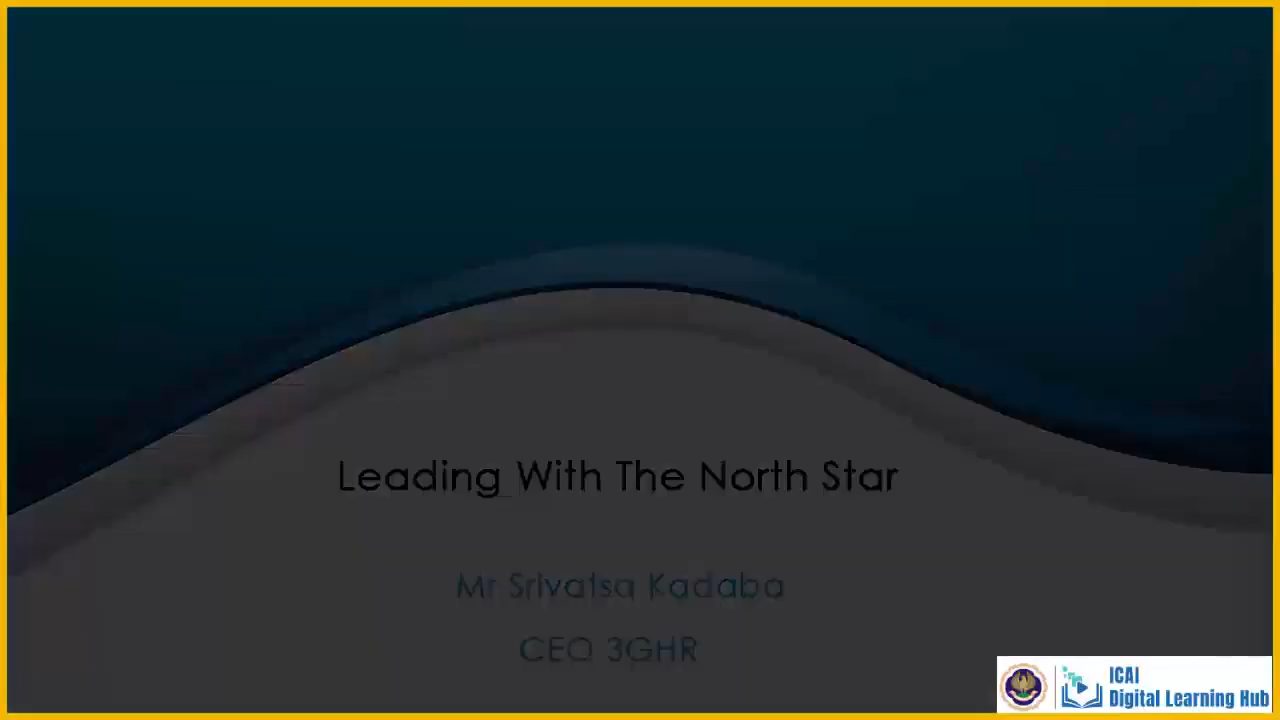 Leading With The North Star
Mr Srivatsa Kadaba
CEO 3GHR
ICAI
Digital Learning Hub